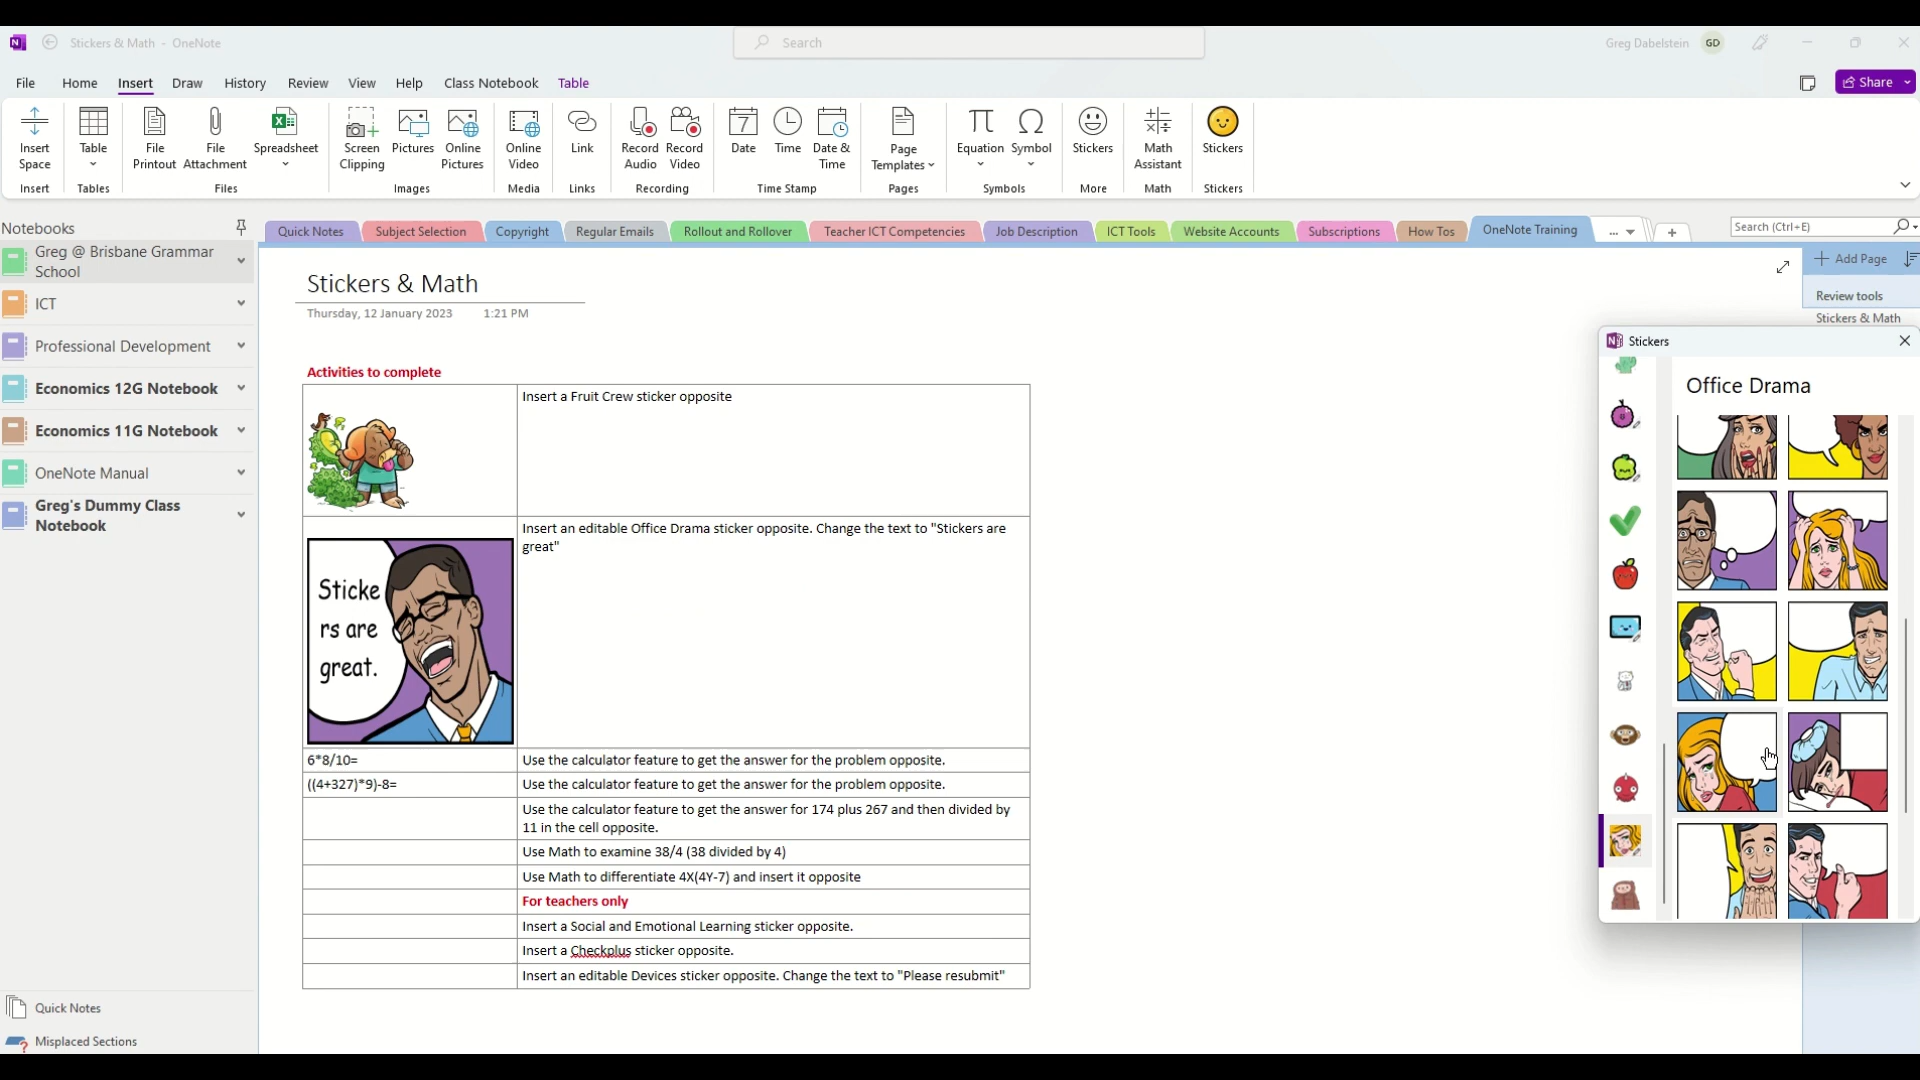 Stickers & Math - OneNote
Search
Greg Dabelstein GD
File Home Insert Draw History Review View Help Class Notebook Table
Share
Insert Space
Table
File Printout
File Attachment
Spreadsheet
Screen Clipping
Pictures
Online Pictures
Online Video
Link
Record Audio
Record Video
Date
Time
Date & Time
Page Templates
Equation
Symbol
Stickers
Math Assistant
Stickers
Insert Tables Files Images Media Links Recording Time Stamp Pages Symbols More Math Stickers
Notebooks
Quick Notes Subject Selection Copyright Regular Emails Rollout and Rollover Teacher ICT Competencies Job Description ICT Tools Website Accounts Subscriptions How Tos OneNote Training ...
Search (Ctrl+E)
Greg @ Brisbane Grammar
School
ICT
Professional Development
Economics 12G Notebook
Economics 11G Notebook
OneNote Manual
Greg's Dummy Class
Notebook
Quick Notes
Misplaced Sections
Stickers & Math
Thursday, 12 January 2023 1:21 PM
Activities to complete
Insert a Fruit Crew sticker opposite
Insert an editable Office Drama sticker opposite. Change the text to "Stickers are
great"
Sticke
rs are
great.
6*8/10= Use the calculator feature to get the answer for the problem opposite.
((4+327)*9)-8= Use the calculator feature to get the answer for the problem opposite.
Use the calculator feature to get the answer for 174 plus 267 and then divided by
11 in the cell opposite.
Use Math to examine 38/4 (38 divided by 4)
Use Math to differentiate 4X(4Y-7) and insert it opposite
For teachers only
Insert a Social and Emotional Learning sticker opposite.
Insert a Checkplus sticker opposite.
Insert an editable Devices sticker opposite. Change the text to "Please resubmit"
Add Page
Review tools
Stickers & Math
Stickers
Office Drama